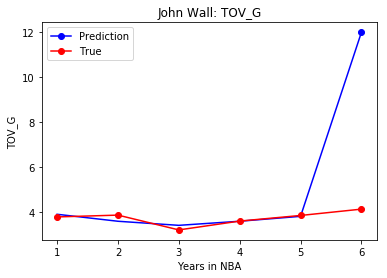 John Wall: TOV_G
Prediction
True
12
10
8
6
4
TOV_G
1 2 3 4 5 6
Years in NBA